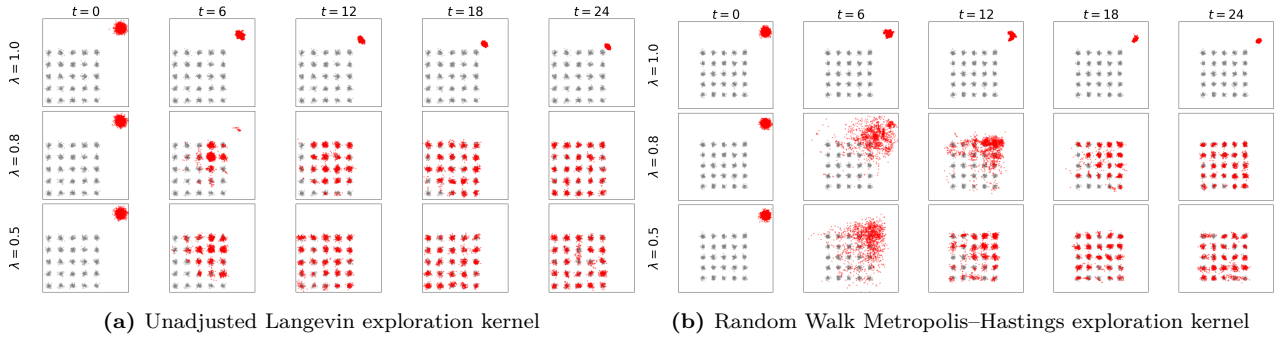 t = 0 t = 6 t = 12 t = 18 t = 24
λ = 1.0
λ = 0.8
λ = 0.5
(a) Unadjusted Langevin exploration kernel
t = 0 t = 6 t = 12 t = 18 t = 24
λ = 1.0
λ = 0.8
λ = 0.5
(b) Random Walk Metropolis–Hastings exploration kernel